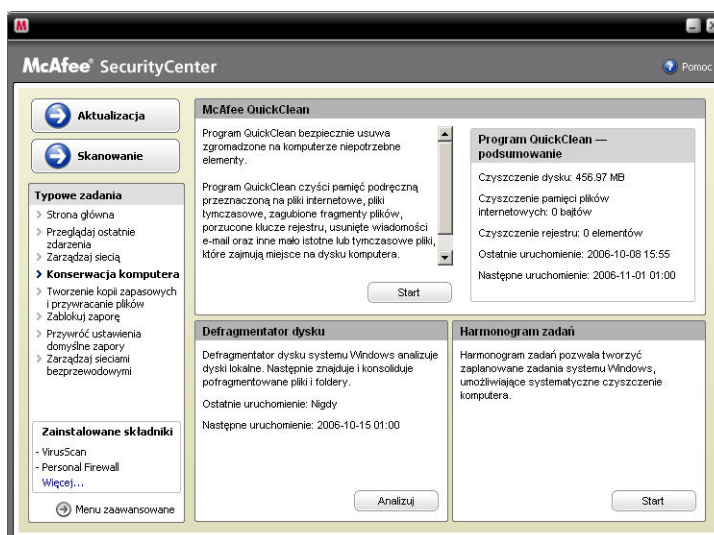 McAfee® SecurityCenter
Pomoc
Aktualizacja
Skanowanie
Typowe zadania
Strona główna
Przeglądaj ostatnie
zdarzenia
Zarządzaj siecią
Konserwacja komputera
Tworzenie kopii zapasowych
i przywracanie plików
Zablokuj zaporę
Przywróć ustawienia
domyślne zapory
Zarządzaj sieciami
bezprzewodowymi
Zainstalowane składniki
- VirusScan
- Personal Firewall
Więcej...
Menu zaawansowane
McAfee QuickClean
Program QuickClean bezpiecznie usuwa
zgromadzone na komputerze niepotrzebne
elementy.
Program QuickClean czyści pamięć podręczną
przeznaczoną na pliki internetowe, pliki
tymczasowe, zagubione fragmenty plików,
porzucone klucze rejestru, usunięte wiadomości
e-mail oraz inne mało istotne lub tymczasowe pliki,
które zajmują miejsce na dysku komputera.
Start
Program QuickClean —
podsumowanie
Czyszczenie dysku: 456.97 MB
Czyszczenie pamięci plików
internetowych: 0 bajtów
Czyszczenie rejestru: 0 elementów
Ostatnie uruchomienie: 2006-10-08 15:55
Następne uruchomienie: 2006-11-01 01:00
Defragmentator dysku
Defragmentator dysku systemu Windows analizuje
dyski lokalne. Następnie znajduje i konsoliduje
pofragmentowane pliki i foldery.
Ostatnie uruchomienie: Nigdy
Następne uruchomienie: 2006-10-15 01:00
Analizuj
Harmonogram zadań
Harmonogram zadań pozwala tworzyć
zaplanowane zadania systemu Windows,
umożliwiające systematyczne czyszczenie
komputera.
Start